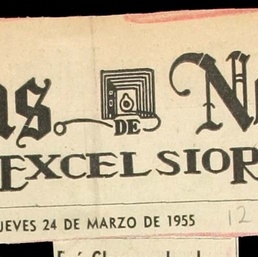 as. DE N
EXCELSIOR
JUEVES 24 DE MARZO DE 1955 12